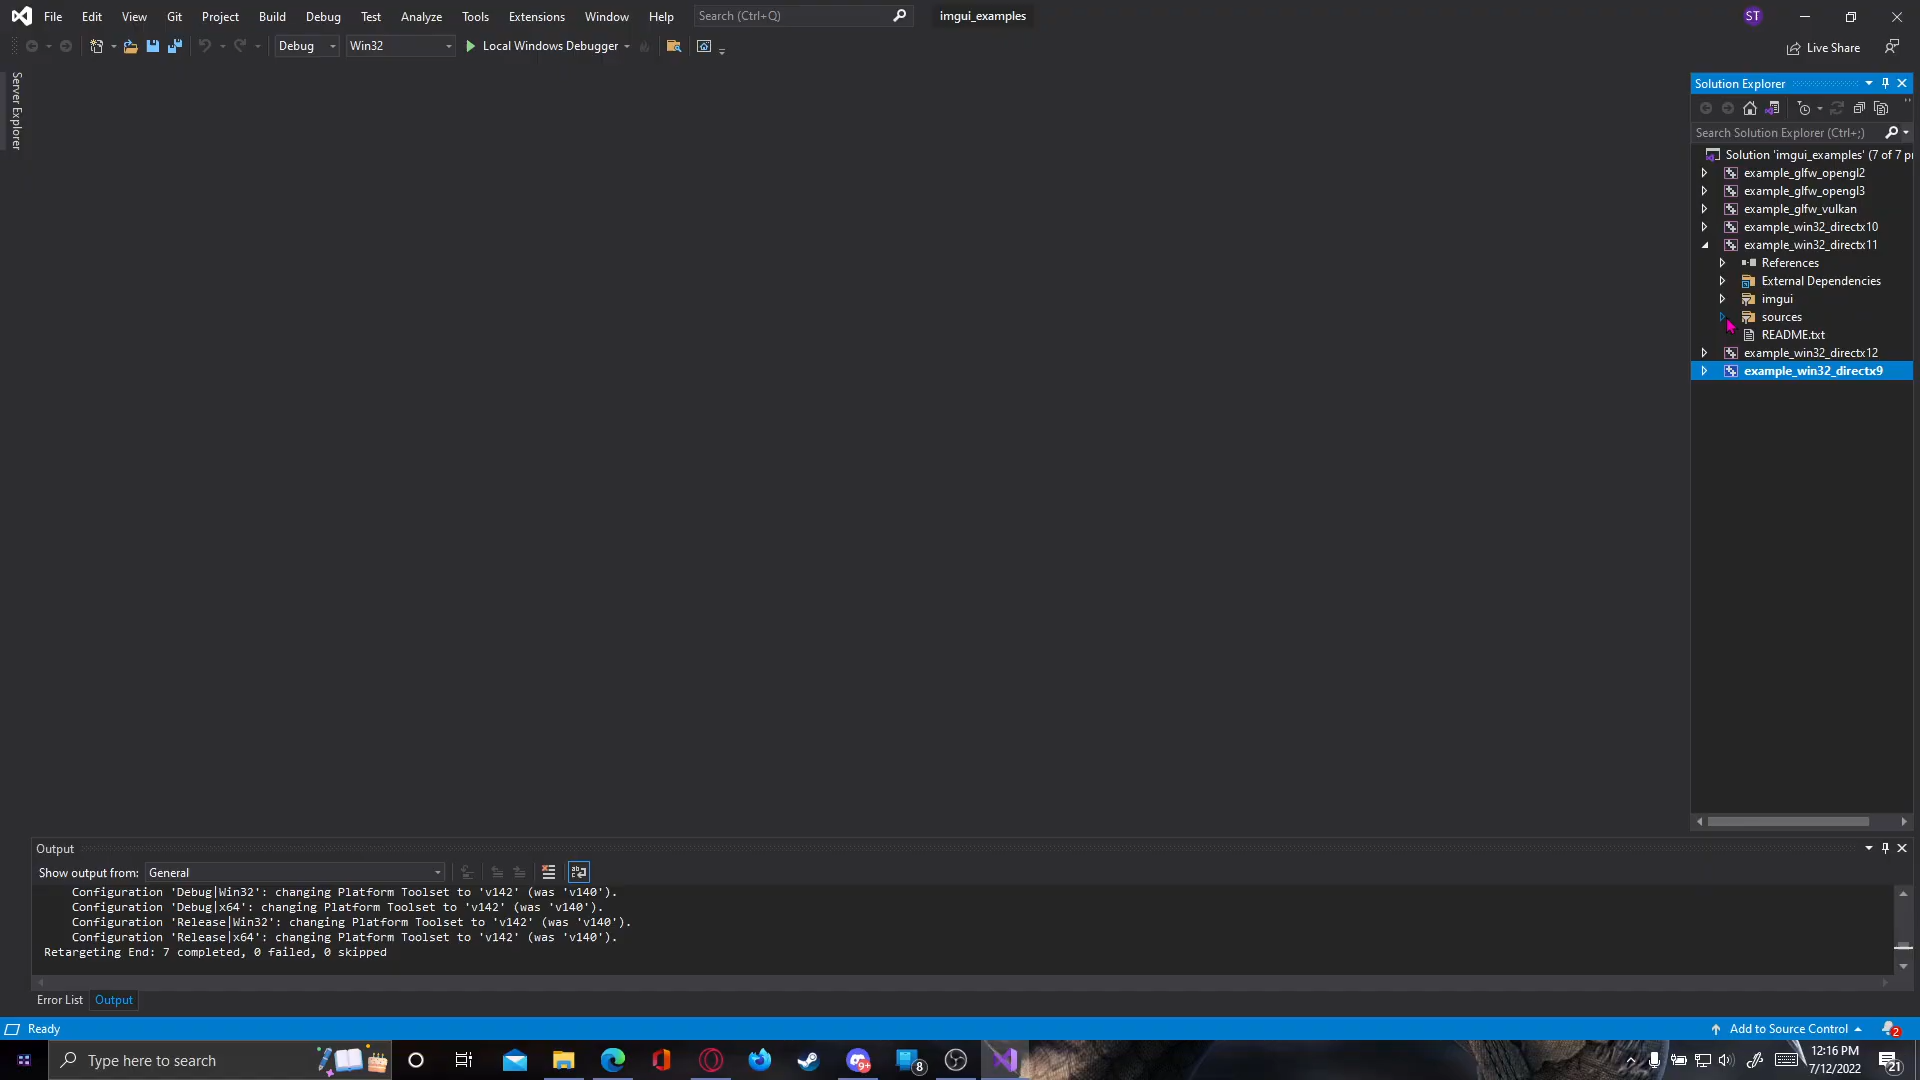 File Edit View Git Project Build Debug Test Analyze Tools Extensions Window Help Search (Ctrl+Q) imgui_examples ST
Debug Win32 Local Windows Debugger Live Share
Server Explorer
Solution Explorer
Search Solution Explorer (Ctrl+;)
Solution 'imgui_examples' (7 of 7 pr
example_glfw_opengl2
example_glfw_opengl3
example_glfw_vulkan
example_win32_directx10
example_win32_directx11
References
External Dependencies
imgui
sources
README.txt
example_win32_directx12
example_win32_directx9
Output
Show output from: General
Configuration 'Debug|Win32': changing Platform Toolset to 'v142' (was 'v140').
Configuration 'Debug|x64': changing Platform Toolset to 'v142' (was 'v140').
Configuration 'Release|Win32': changing Platform Toolset to 'v142' (was 'v140').
Configuration 'Release|x64': changing Platform Toolset to 'v142' (was 'v140').
Retargeting End: 7 completed, 0 failed, 0 skipped
Error List Output
Ready Add to Source Control 2
Type here to search 9+ 8 12:16 PM
7/12/2022 21